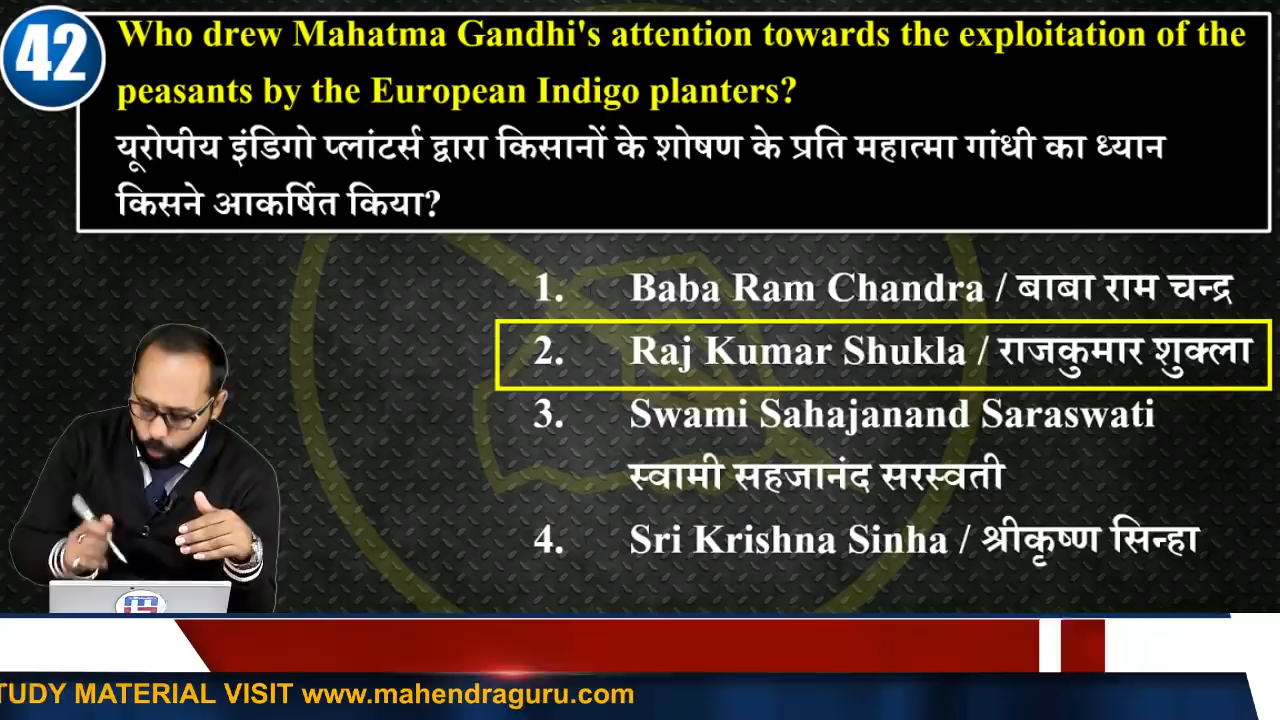 42
Who drew Mahatma Gandhi's attention towards the exploitation of the
peasants by the European Indigo planters?
यूरोपीय इंडिगो प्लांटर्स द्वारा किसानों के शोषण के प्रति महात्मा गांधी का ध्यान
किसने आकर्षित किया?
1. Baba Ram Chandra / बाबा राम चन्द्र
2. Raj Kumar Shukla / राजकुमार शुक्ला
3. Swami Sahajanand Saraswati
स्वामी सहजानंद सरस्वती
4. Sri Krishna Sinha / श्रीकृष्ण सिन्हा
TUDY MATERIAL VISIT www.mahendraguru.com